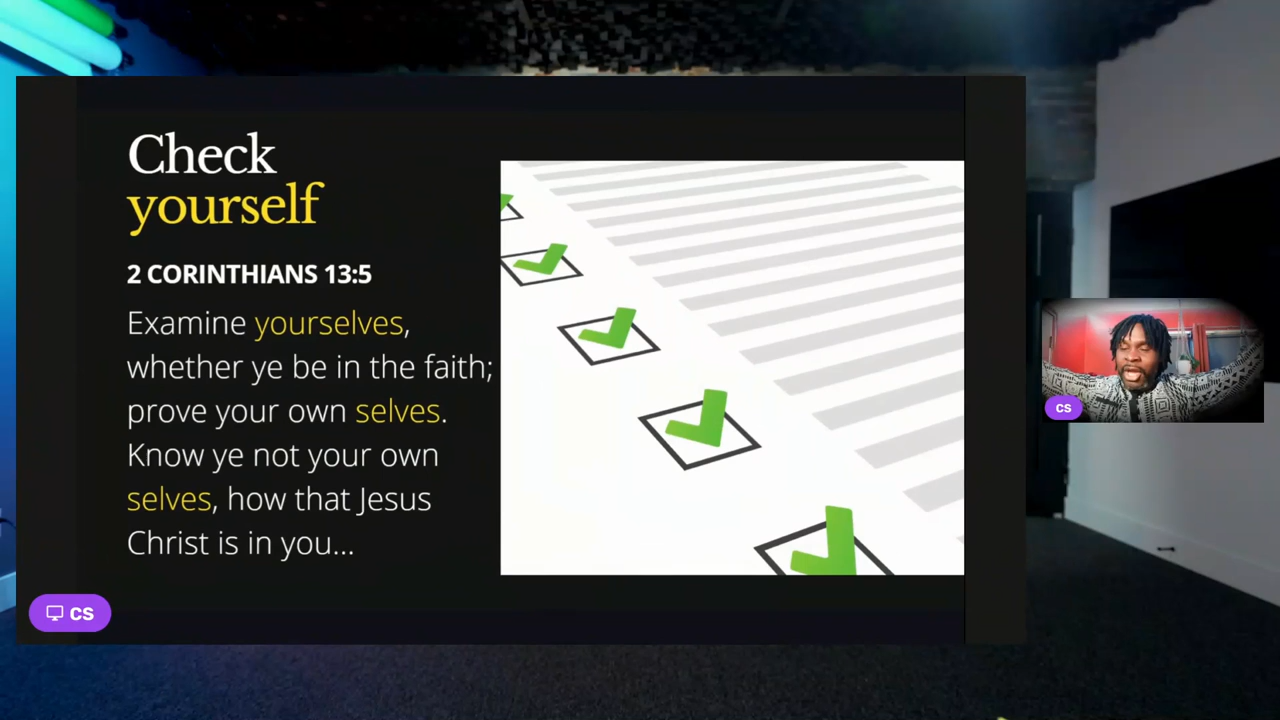 Check
yourself
2 CORINTHIANS 13:5
Examine yourselves,
whether ye be in the faith;
prove your own selves.
Know ye not your own
selves, how that Jesus
Christ is in you...
cs
cs